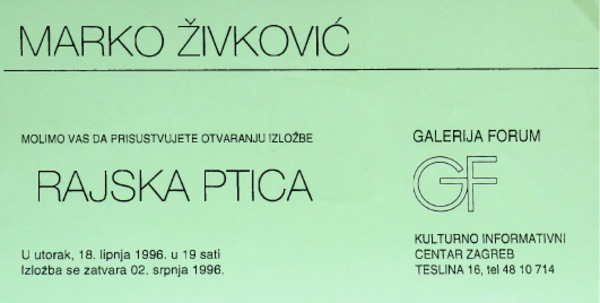 MARKO ŽIVKOVIĆ
MOLIMO VAS DA PRISUSTVUJETE OTVARANJU IZLOŽBE
RAJSKA PTICA
U utorak, 18. lipnja 1996. u 19 sati
Izložba se zatvara 02. srpnja 1996.
GALERIJA FORUM
GF
KULTURNO INFORMATIVNI
CENTAR ZAGREB
TESLINA 16, tel 48 10 714